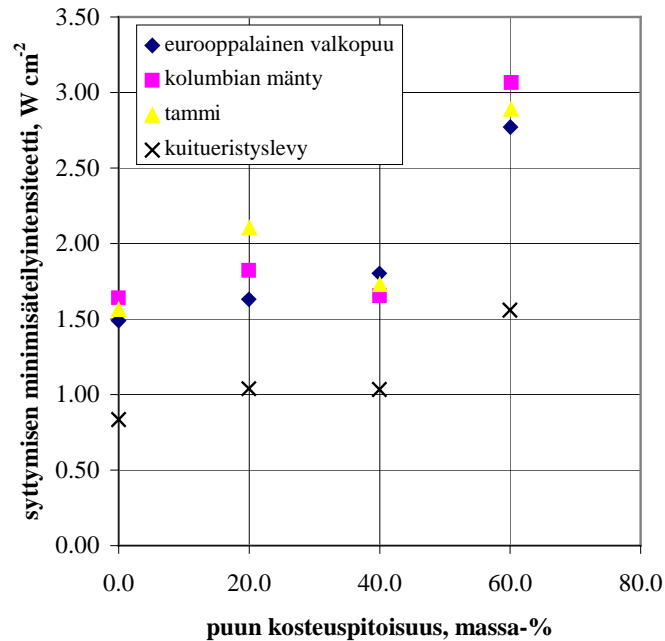 3.50
3.00
2.50
2.00
1.50
1.00
0.50
0.00
0.0 20.0 40.0 60.0 80.0
syttymisen minimisäteilyintensiteetti, W cm⁻²
puun kosteuspitoisuus, massa-%
eurooppalainen valkopuu
kolumbian mänty
tammi
kuitueristyslevy